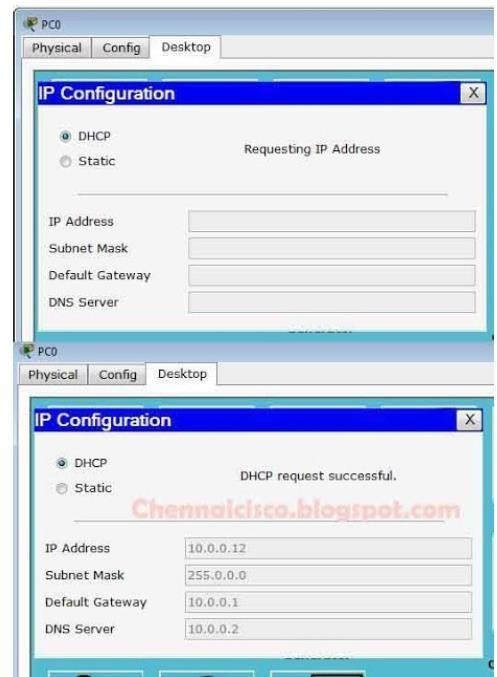 PC0
Physical Config Desktop
IP Configuration X
DHCP
Requesting IP Address
Static
IP Address
Subnet Mask
Default Gateway
DNS Server
PC0
Physical Config Desktop
IP Configuration X
DHCP
DHCP request successful.
Static
Chennaicisco.blogspot.com
IP Address 10.0.0.12
Subnet Mask 255.0.0.0
Default Gateway 10.0.0.1
DNS Server 10.0.0.2